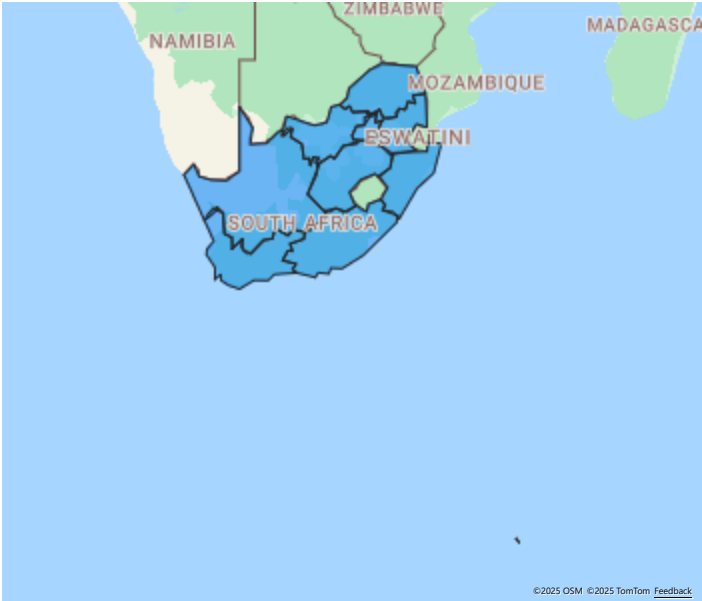 ZIMBABWE
MADAGASCA
NAMIBIA
MOZAMBIQUE
ESWATINI
SOUTH AFRICA
©2025 OSM ©2025 TomTom Feedback